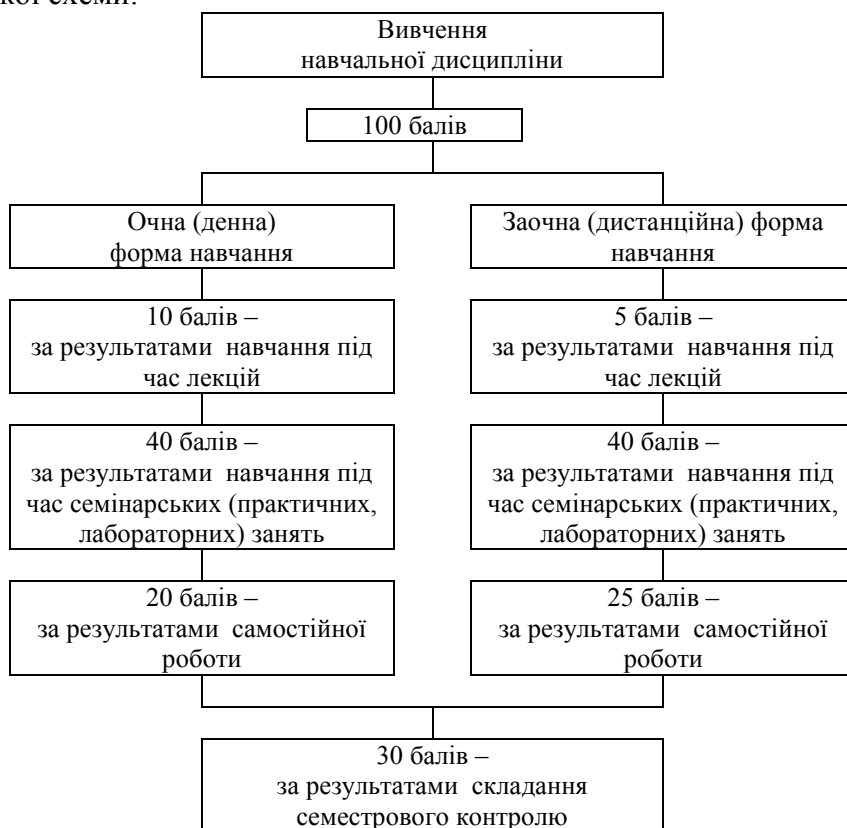 кої схеми:
Вивчення
навчальної дисципліни
100 балів
Очна (денна)
форма навчання
Заочна (дистанційна) форма
навчання
10 балів –
за результатами навчання під
час лекцій
5 балів –
за результатами навчання під
час лекцій
40 балів –
за результатами навчання під
час семінарських (практичних,
лабораторних) занять
40 балів –
за результатами навчання під
час семінарських (практичних,
лабораторних) занять
20 балів –
за результатами самостійної
роботи
25 балів –
за результатами самостійної
роботи
30 балів –
за результатами складання
семестрового контролю